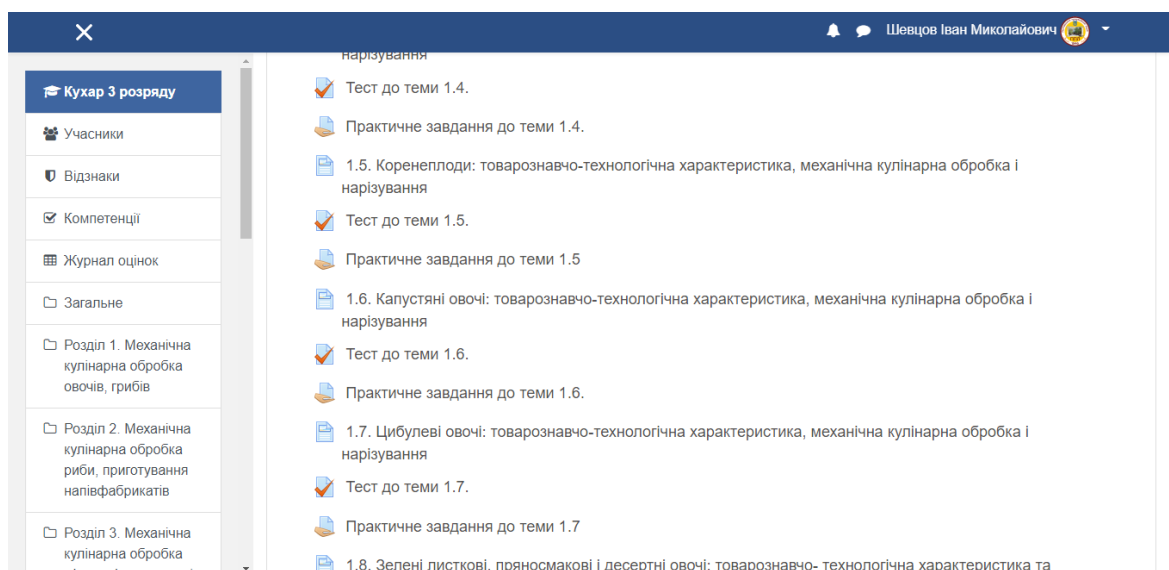 Шевцов Іван Миколайович
Кухар 3 розряду
Учасники
Відзнаки
Компетенції
Журнал оцінок
Загальне
Розділ 1. Механічна
кулінарна обробка
овочів, грибів
Розділ 2. Механічна
кулінарна обробка
риби, приготування
напівфабрикатів
Розділ 3. Механічна
кулінарна обробка
нарізування
Тест до теми 1.4.
Практичне завдання до теми 1.4.
1.5. Коренеплоди: товарознавчо-технологічна характеристика, механічна кулінарна обробка і
нарізування
Тест до теми 1.5.
Практичне завдання до теми 1.5
1.6. Капустяні овочі: товарознавчо-технологічна характеристика, механічна кулінарна обробка і
нарізування
Тест до теми 1.6.
Практичне завдання до теми 1.6.
1.7. Цибулеві овочі: товарознавчо-технологічна характеристика, механічна кулінарна обробка і
нарізування
Тест до теми 1.7.
Практичне завдання до теми 1.7
1.8. Зелені листкові, пряносмакові і десертні овочі: товарознавчо- технологічна характеристика та